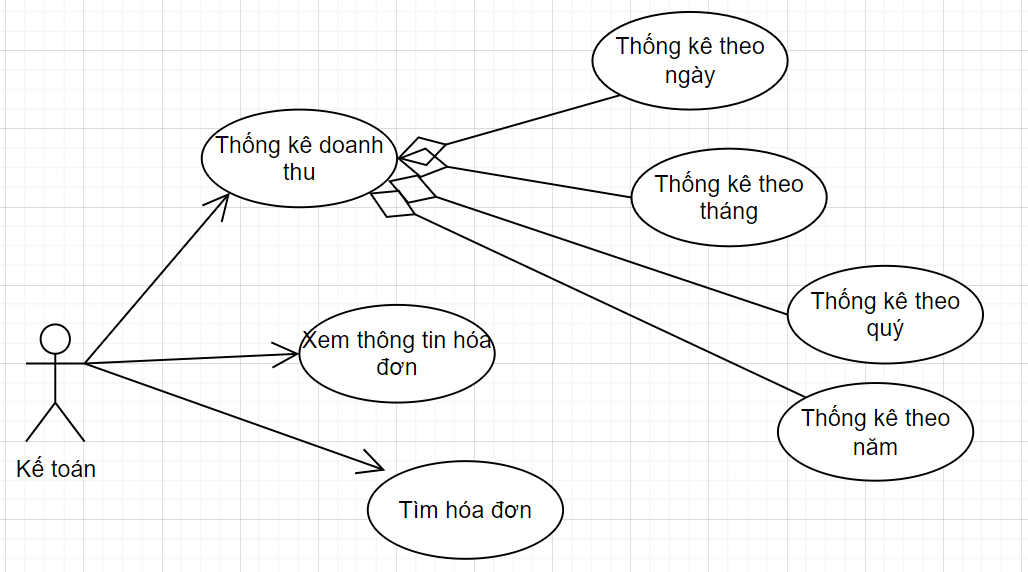 Thống kê theo
ngày
Thống kê doanh
thu
Thống kê theo
tháng
Thống kê theo
quý
Xem thông tin hóa
đơn
Thống kê theo
năm
Kế toán
Tìm hóa đơn